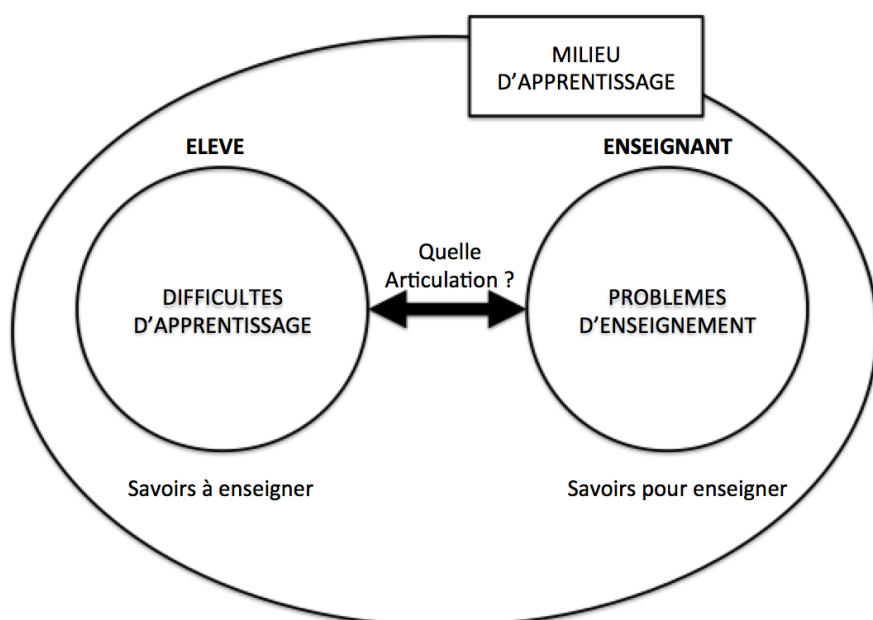 MILIEU
D’APPRENTISSAGE
ELEVE
ENSEIGNANT
Quelle
Articulation ?
DIFFICULTES
D’APPRENTISSAGE
PROBLEMES
D’ENSEIGNEMENT
Savoirs à enseigner
Savoirs pour enseigner